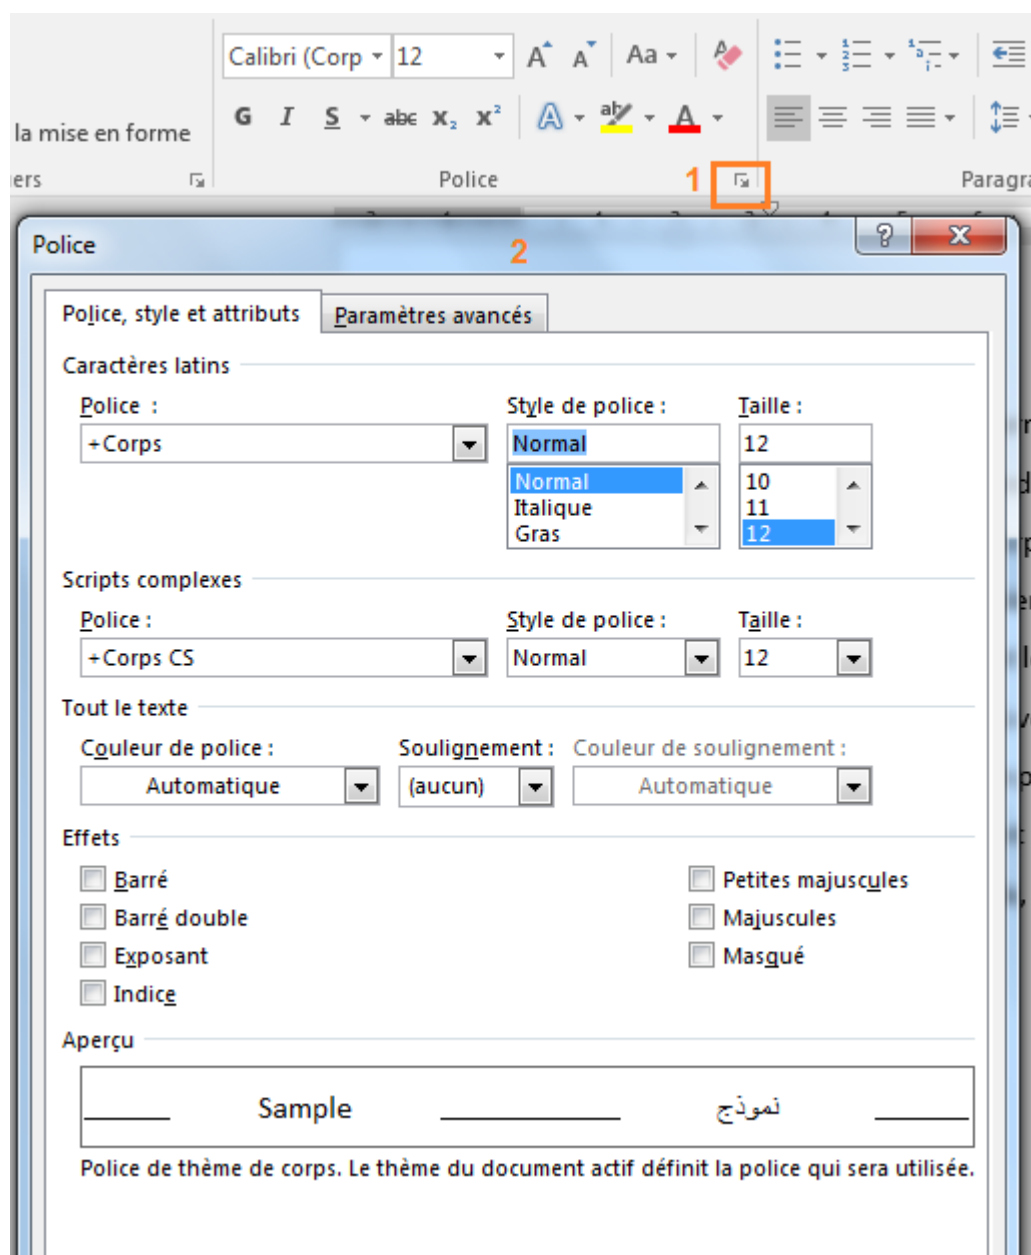 Calibri (Corp 12 A A Aa
la mise en forme G I S abc x₂ x² A ab A
Police 1
Police 2
Police, style et attributs Paramètres avancés
Caractères latins
Police : Style de police : Taille :
+Corps Normal 12
Normal 10
Italique 11
Gras 12
Scripts complexes
Police : Style de police : Taille :
+Corps CS Normal 12
Tout le texte
Couleur de police : Soulignement : Couleur de soulignement :
Automatique (aucun) Automatique
Effets
Barré Petites majuscules
Barré double Majuscules
Exposant Masqué
Indice
Aperçu
Sample نموذج
Police de thème de corps. Le thème du document actif définit la police qui sera utilisée.